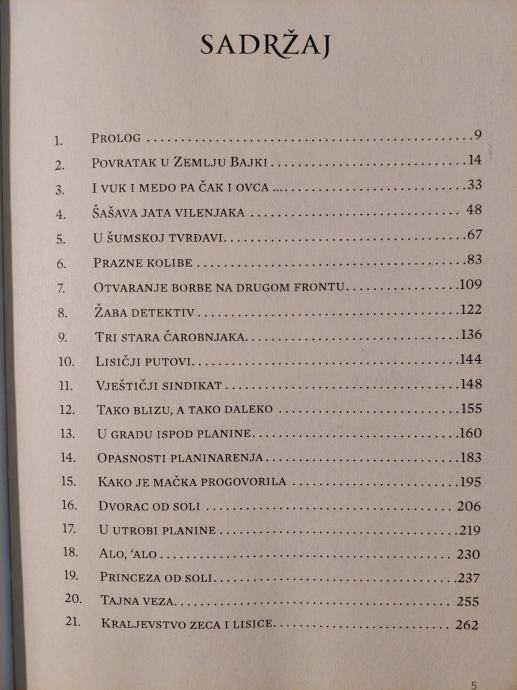 SADRŽAJ
1. PROLOG ........ 9
2. POVRATAK U ZEMLJU BAJKI ........ 14
3. I VUK I MEDO PA ČAK I OVCA ... ........ 33
4. ŠAŠAVA JATA VILENJAKA ........ 48
5. U ŠUMSKOJ TVRĐAVI ........ 67
6. PRAZNE KOLIBE ........ 83
7. OTVARANJE BORBE NA DRUGOM FRONTU ........ 109
8. ŽABA DETEKTIV ........ 122
9. TRI STARA ČAROBNJAKA ........ 136
10. LISIČJI PUTOVI ........ 144
11. VJEŠTIČJI SINDIKAT ........ 148
12. TAKO BLIZU, A TAKO DALEKO ........ 155
13. U GRADU ISPOD PLANINE ........ 160
14. OPASNOSTI PLANINARENJA ........ 183
15. KAKO JE MAČKA PROGOVORILA ........ 195
16. DVORAC OD SOLI ........ 206
17. U UTROBI PLANINE ........ 219
18. ALO, ‘ALO ........ 230
19. PRINCEZA OD SOLI ........ 237
20. TAJNA VEZA ........ 255
21. KRALJEVSTVO ZECA I LISICE ........ 262
5